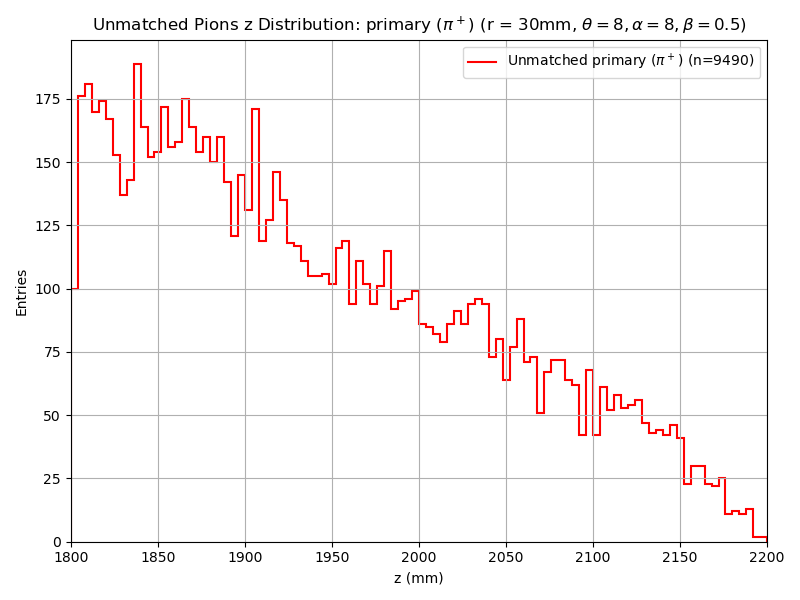 Unmatched Pions z Distribution: primary (π⁺) (r = 30mm, θ = 8, α = 8, β = 0.5)
Unmatched primary (π⁺) (n=9490)
Entries
175
150
125
100
75
50
25
0
1800 1850 1900 1950 2000 2050 2100 2150 2200
z (mm)